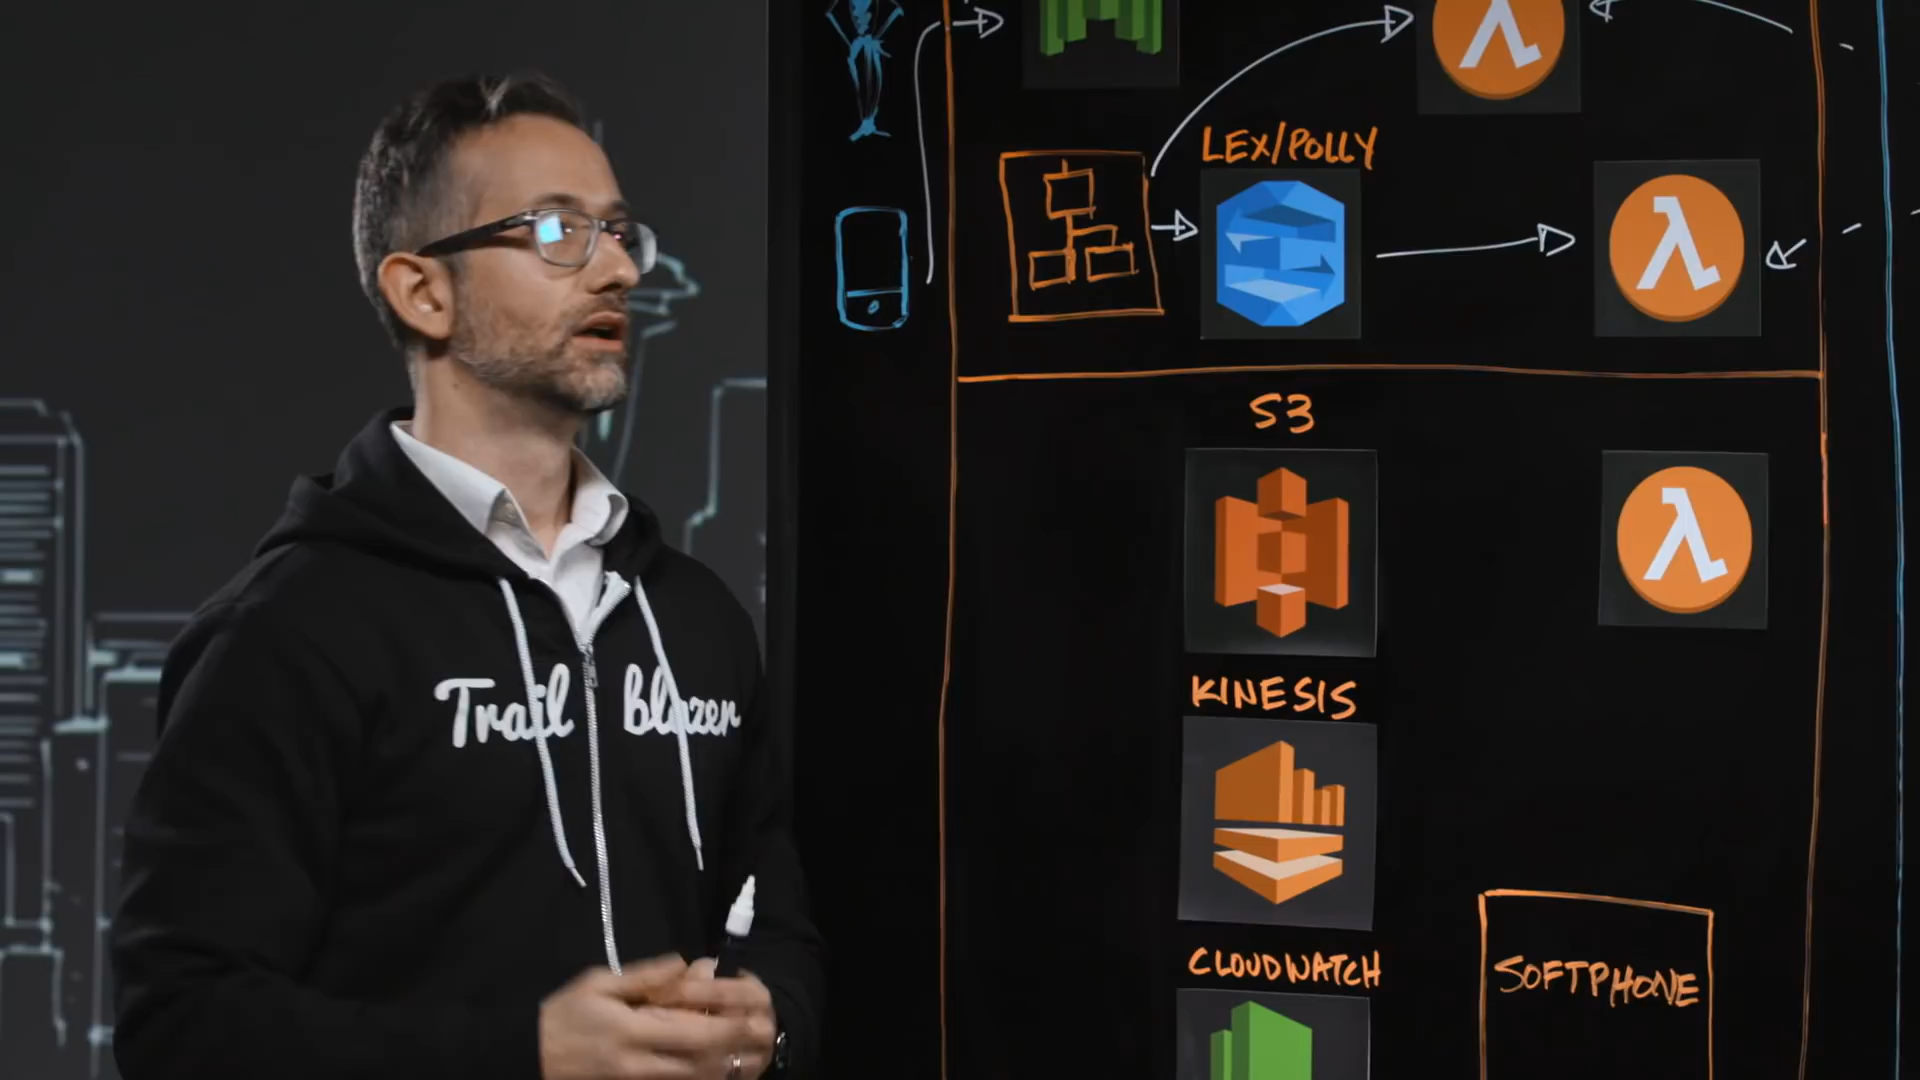 LEX/POLLY
S3
KINESIS
CLOUDWATCH
SOFTPHONE
Trail blazer